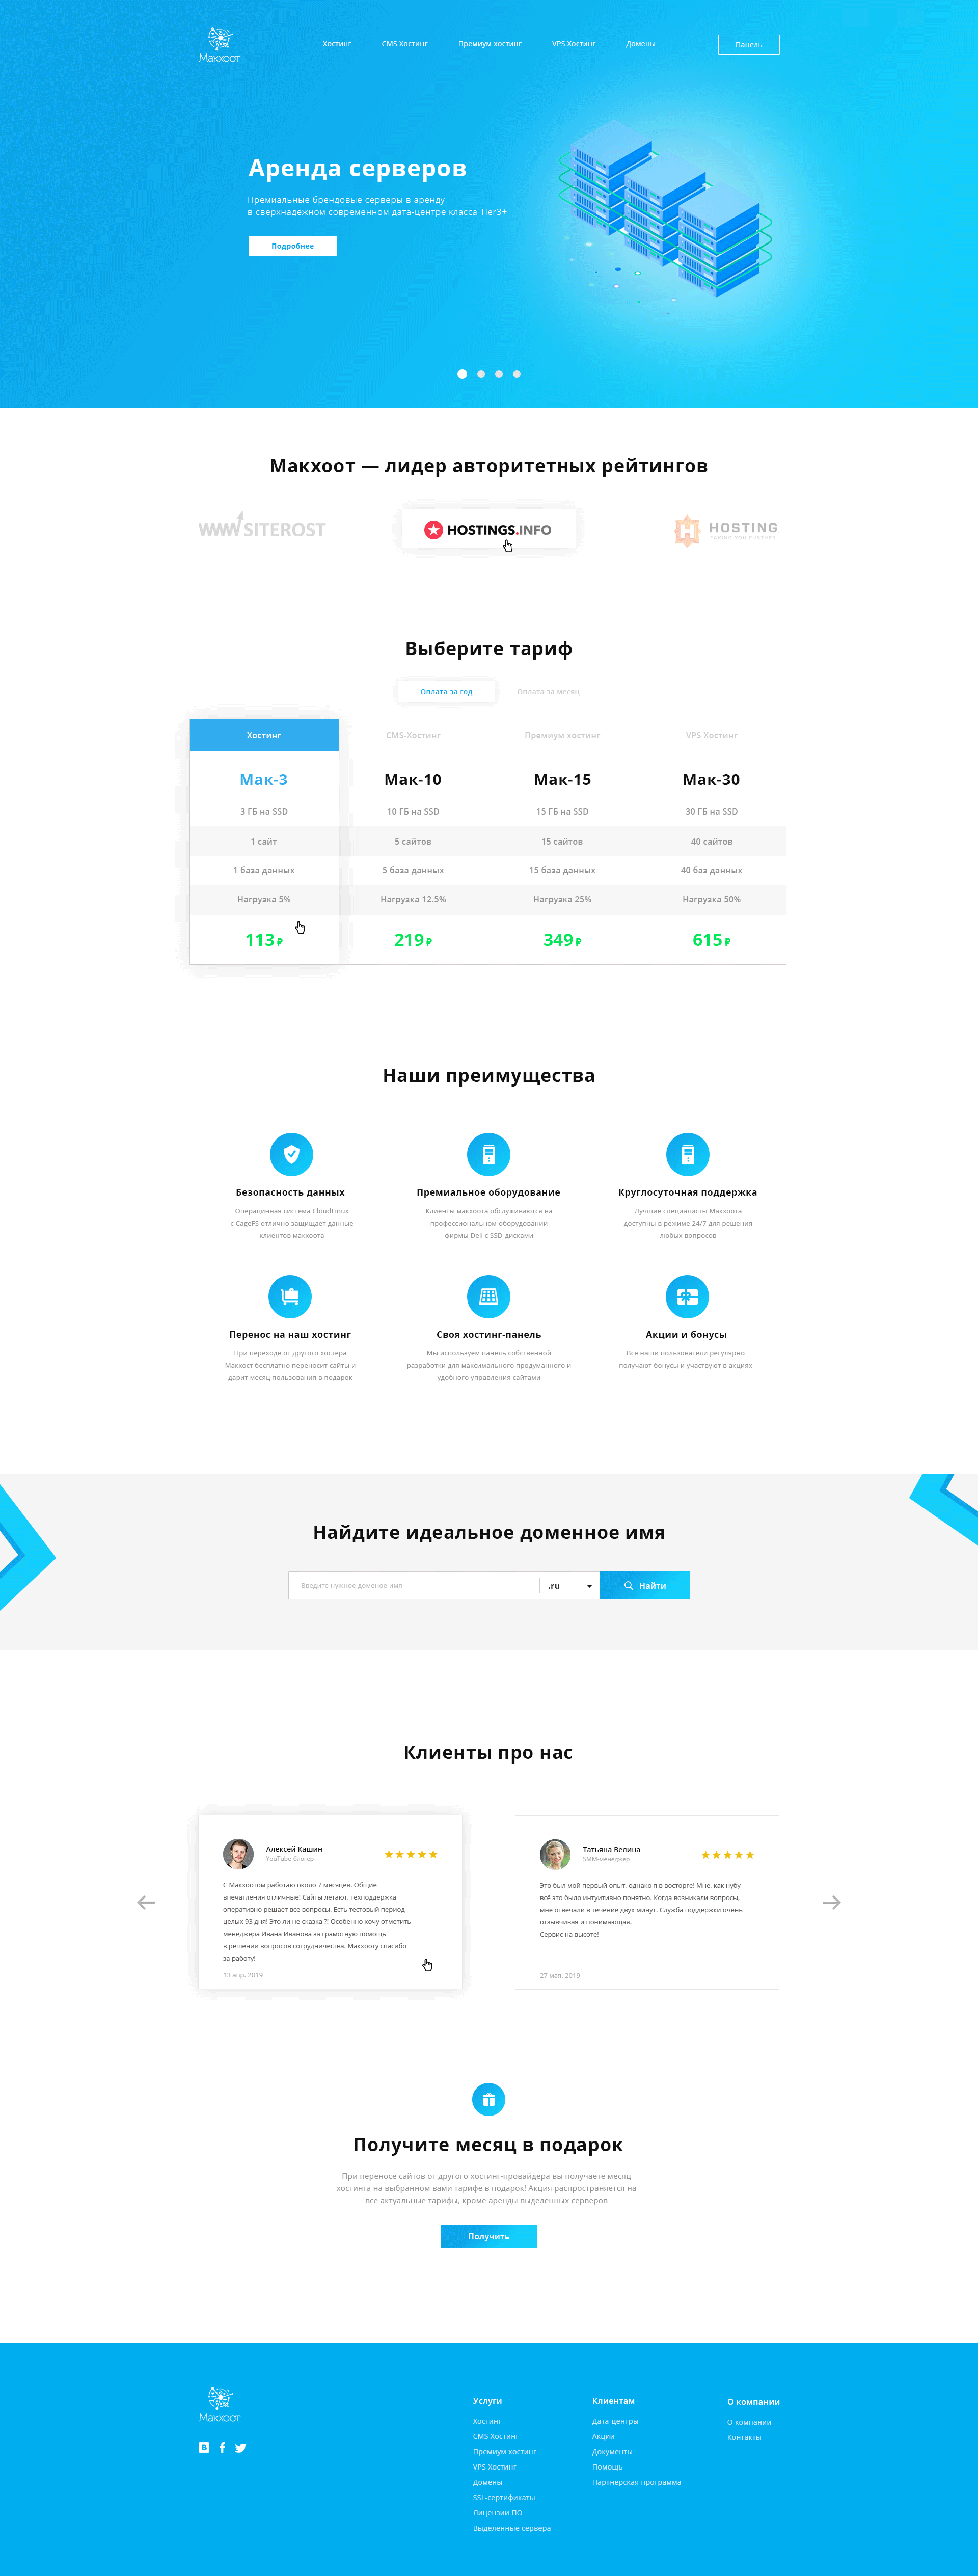 Макхоот
Хостинг CMS Хостинг Премиум хостинг VPS Хостинг Домены Панель
Аренда серверов
Премиальные брендовые серверы в аренду
в сверхнадежном современном дата-центре класса Tier3+
Подробнее
Макхоот — лидер авторитетных рейтингов
WWW SITEROST
HOSTINGS.INFO
HOSTING
TAKING YOU FURTHER
Выберите тариф
Оплата за год Оплата за месяц
Хостинг CMS-Хостинг Премиум хостинг VPS Хостинг
Мак-3 Мак-10 Мак-15 Мак-30
3 ГБ на SSD 10 ГБ на SSD 15 ГБ на SSD 30 ГБ на SSD
1 сайт 5 сайтов 15 сайтов 40 сайтов
1 база данных 5 база данных 15 база данных 40 баз данных
Нагрузка 5% Нагрузка 12.5% Нагрузка 25% Нагрузка 50%
113 ₽ 219 ₽ 349 ₽ 615 ₽
Наши преимущества
Безопасность данных
Операцинная система CloudLinux
с CageFS отлично защищает данные
клиентов макхоота
Премиальное оборудование
Клиенты макхоота обслуживаются на
профессиональном оборудовании
фирмы Dell с SSD-дисками
Круглосуточная поддержка
Лучшие специалисты Макхоота
доступны в режиме 24/7 для решения
любых вопросов
Перенос на наш хостинг
При переходе от другого хостера
Макхост бесплатно переносит сайты и
дарит месяц пользования в подарок
Своя хостинг-панель
Мы используем панель собственной
разработки для максимального продуманного и
удобного управления сайтами
Акции и бонусы
Все наши пользователи регулярно
получают бонусы и участвуют в акциях
Найдите идеальное доменное имя
Введите нужное доменое имя .ru Найти
Клиенты про нас
Алексей Кашин
YouTube-блогер
С Макхоотом работаю около 7 месяцев. Общие
впечатления отличные! Сайты летают, техподдержка
оперативно решает все вопросы. Есть тестовый период
целых 93 дня! Это ли не сказка ?! Особенно хочу отметить
менеджера Ивана Иванова за грамотную помощь
в решении вопросов сотрудничества. Макхооту спасибо
за работу!
13 апр. 2019
Татьяна Велина
SMM-менеджер
Это был мой первый опыт, однако я в восторге! Мне, как нубу
всё это было интуитивно понятно. Когда возникали вопросы,
мне отвечали в течение двух минут. Служба поддержки очень
отзывчивая и понимающая.
Сервис на высоте!
27 мая. 2019
Получите месяц в подарок
При переносе сайтов от другого хостинг-провайдера вы получаете месяц
хостинга на выбранном вами тарифе в подарок! Акция распространяется на
все актуальные тарифы, кроме аренды выделенных серверов
Получить
Макхоот
Услуги
Хостинг
CMS Хостинг
Премиум хостинг
VPS Хостинг
Домены
SSL-сертификаты
Лицензии ПО
Выделенные сервера
Клиентам
Дата-центры
Акции
Документы
Помощь
Партнерская программа
О компании
О компании
Контакты